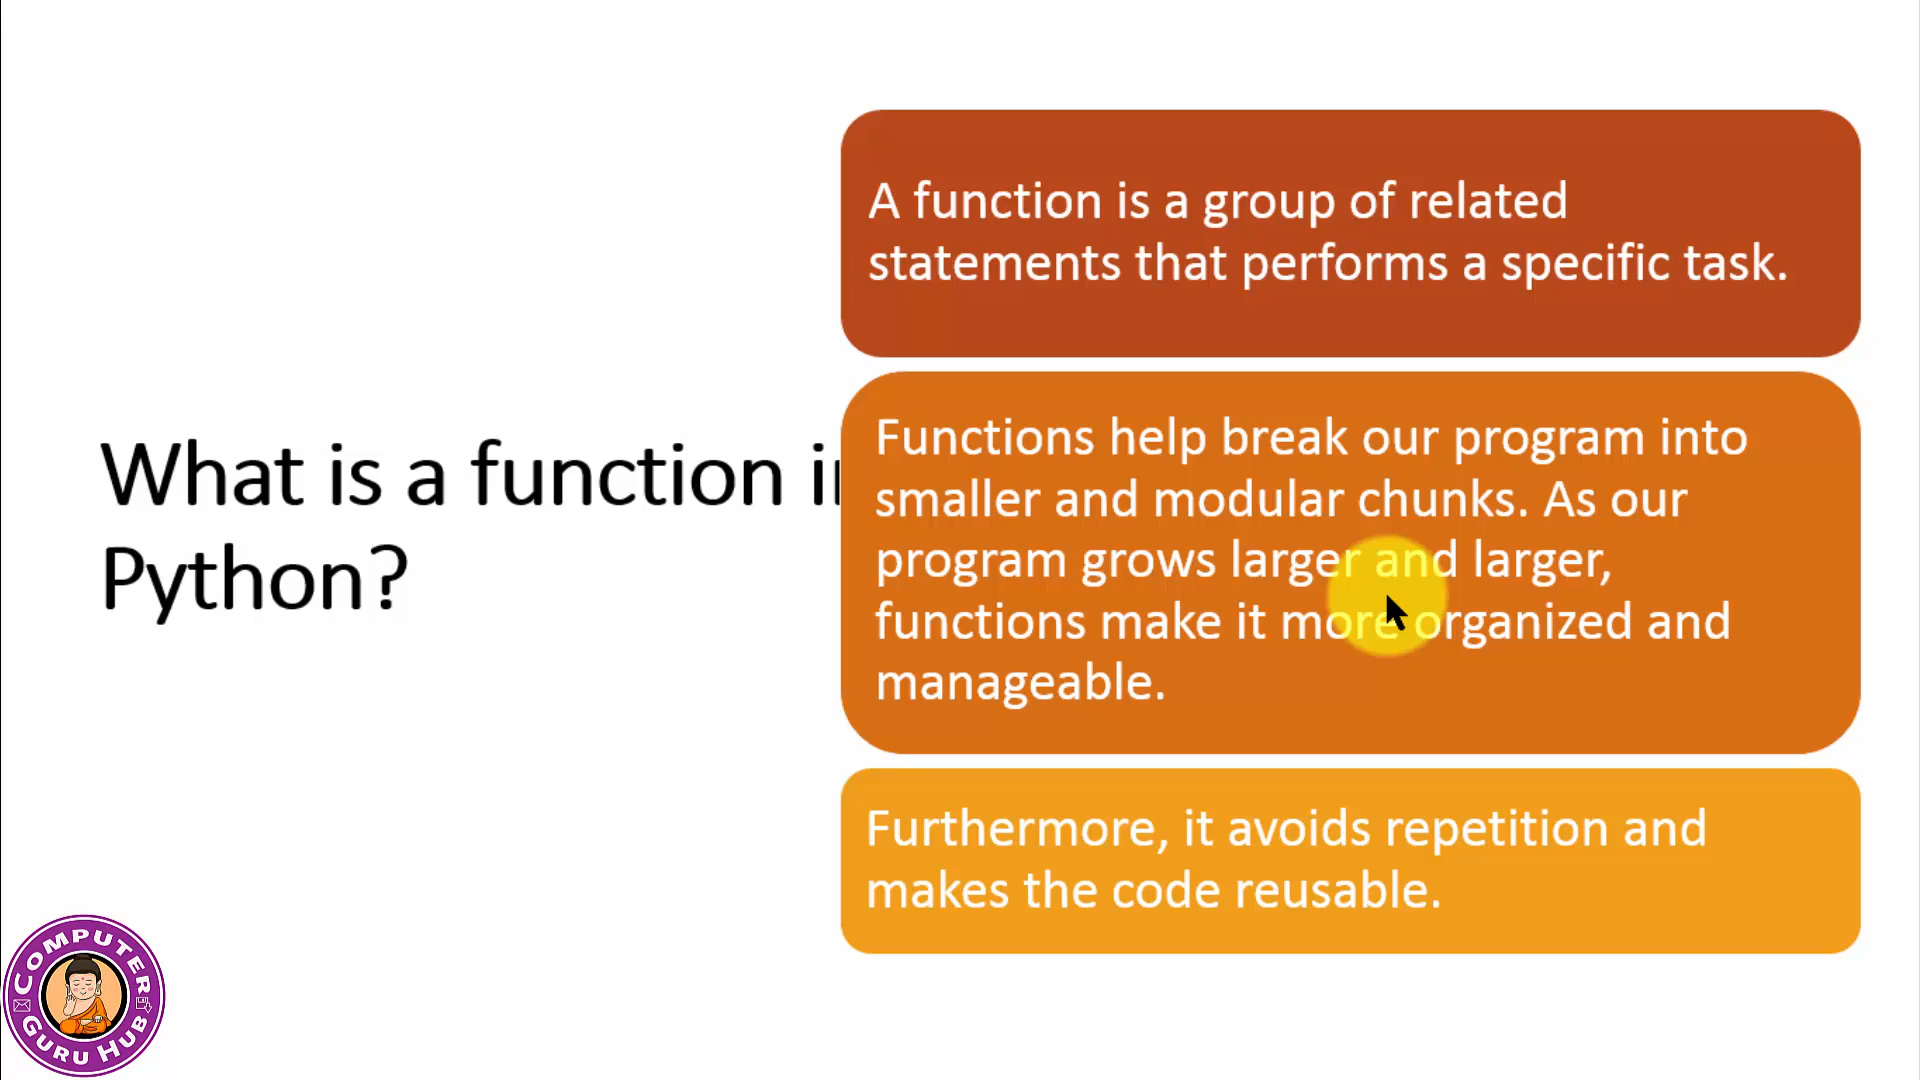 What is a function in
Python?
A function is a group of related
statements that performs a specific task.
Functions help break our program into
smaller and modular chunks. As our
program grows larger and larger,
functions make it more organized and
manageable.
Furthermore, it avoids repetition and
makes the code reusable.
COMPUTER
GURU HUB